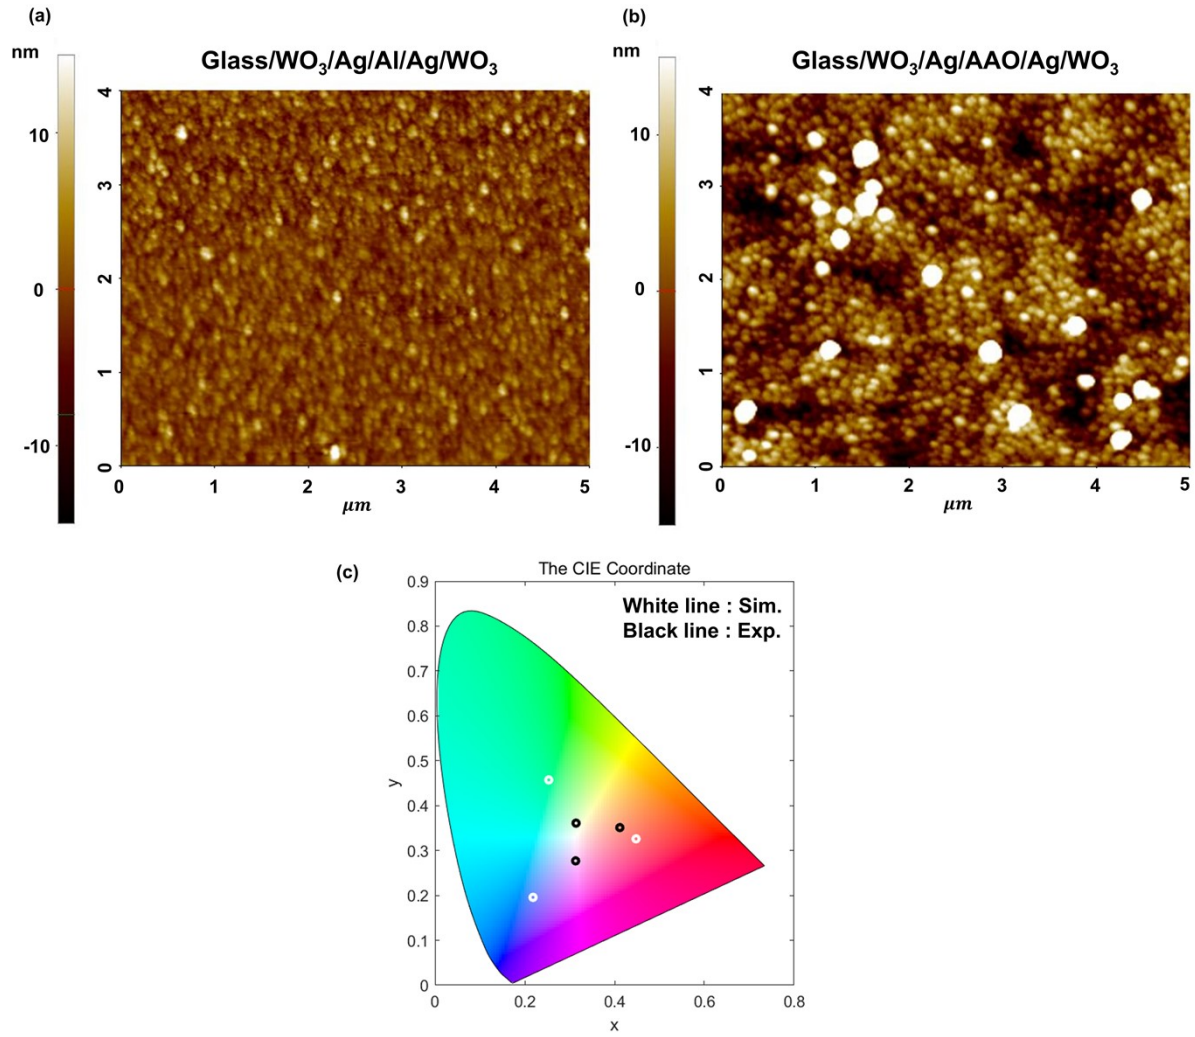 (a)
nm
Glass/WO₃/Ag/Al/Ag/WO₃
10
0
-10
4
3
2
1
0
0 1 2 3 4 5
μm
(b)
nm
Glass/WO₃/Ag/AAO/Ag/WO₃
10
0
-10
4
3
2
1
0
0 1 2 3 4 5
μm
(c)
The CIE Coordinate
White line : Sim.
Black line : Exp.
0.9
0.8
0.7
0.6
0.5
0.4
0.3
0.2
0.1
0
y
0 0.2 0.4 0.6 0.8
x